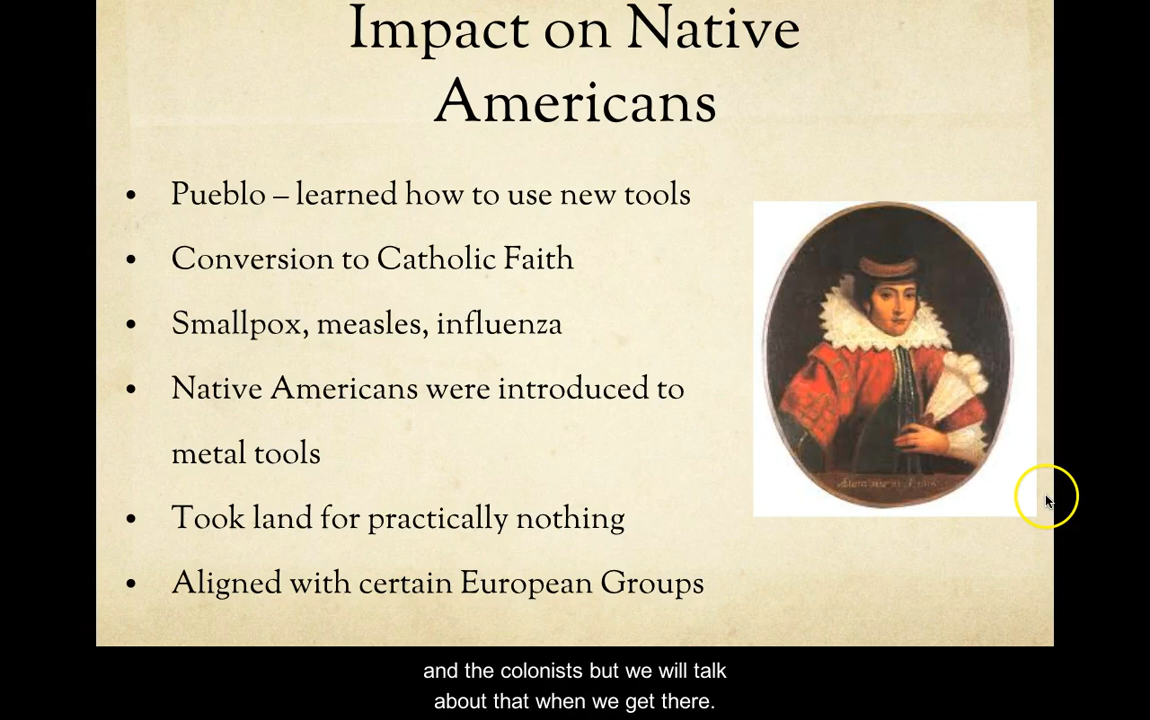 Impact on Native
Americans
• Pueblo – learned how to use new tools
• Conversion to Catholic Faith
• Smallpox, measles, influenza
• Native Americans were introduced to
metal tools
• Took land for practically nothing
• Aligned with certain European Groups
and the colonists but we will talk
about that when we get there.